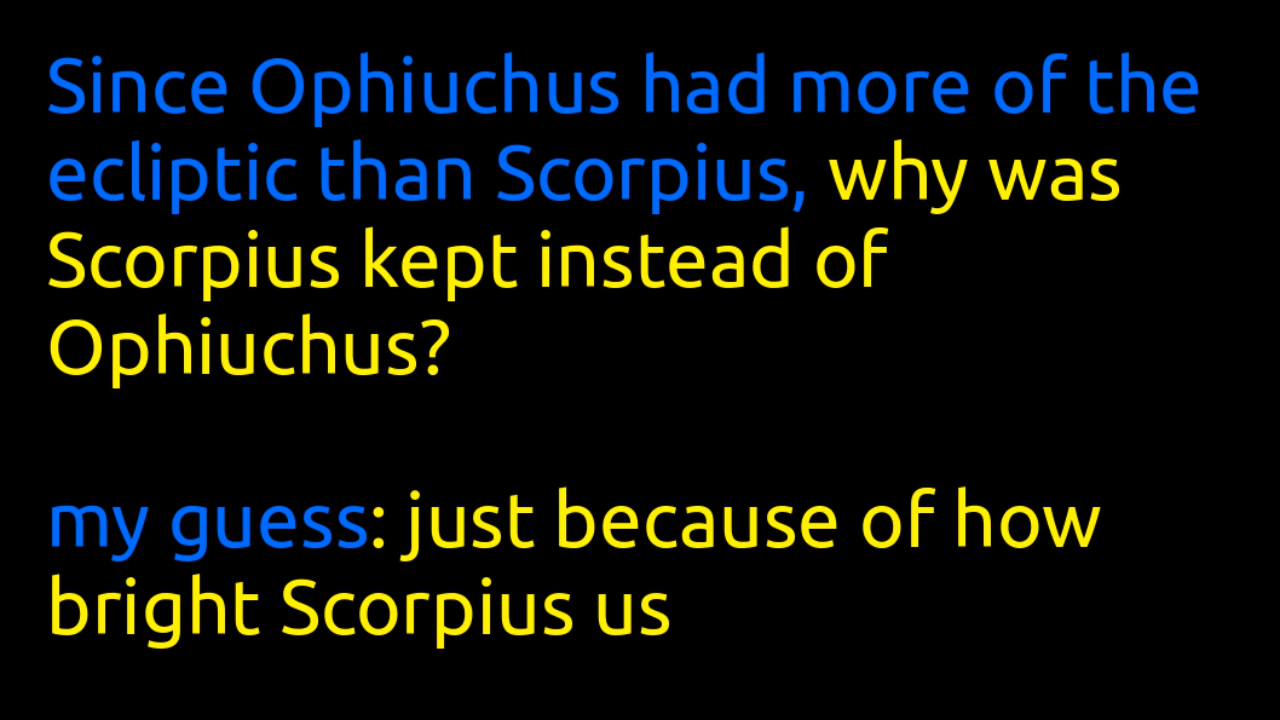 Since Ophiuchus had more of the
ecliptic than Scorpius, why was
Scorpius kept instead of
Ophiuchus?
my guess: just because of how
bright Scorpius us